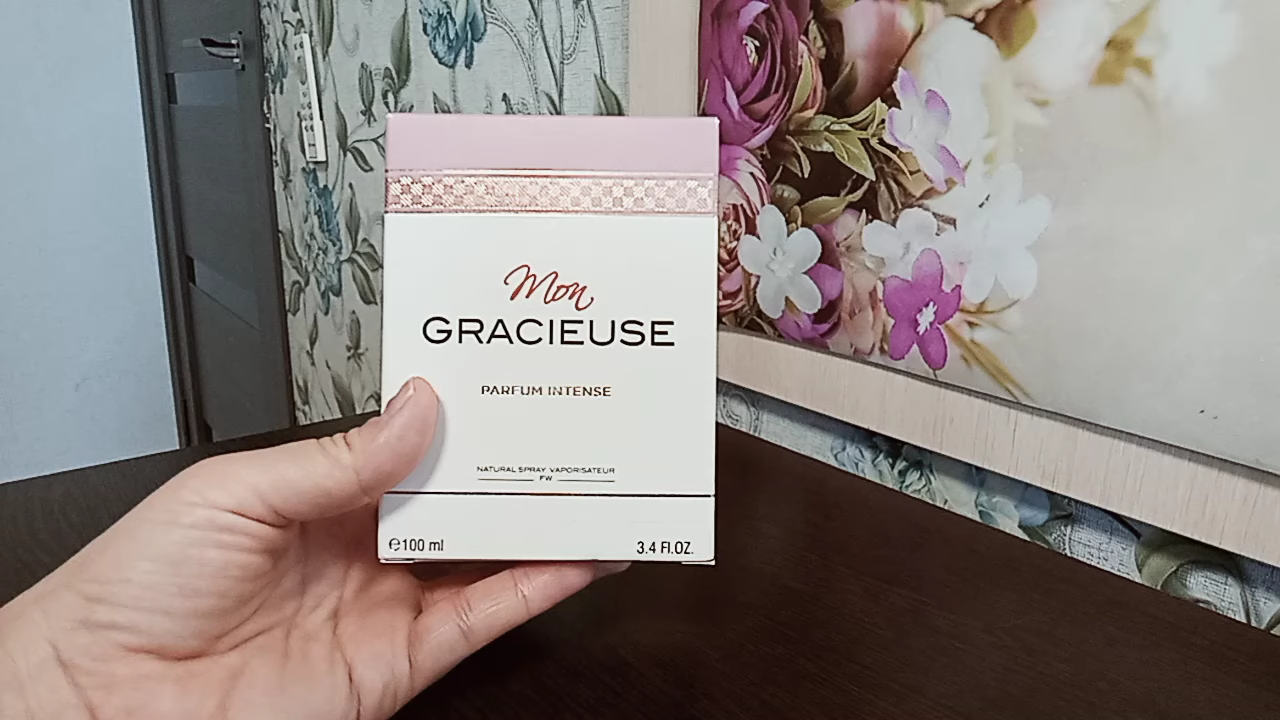 Mon
GRACIEUSE
PARFUM INTENSE
NATURAL SPRAY VAPORISATEUR
FW
℮100 ml
3.4 Fl.OZ.